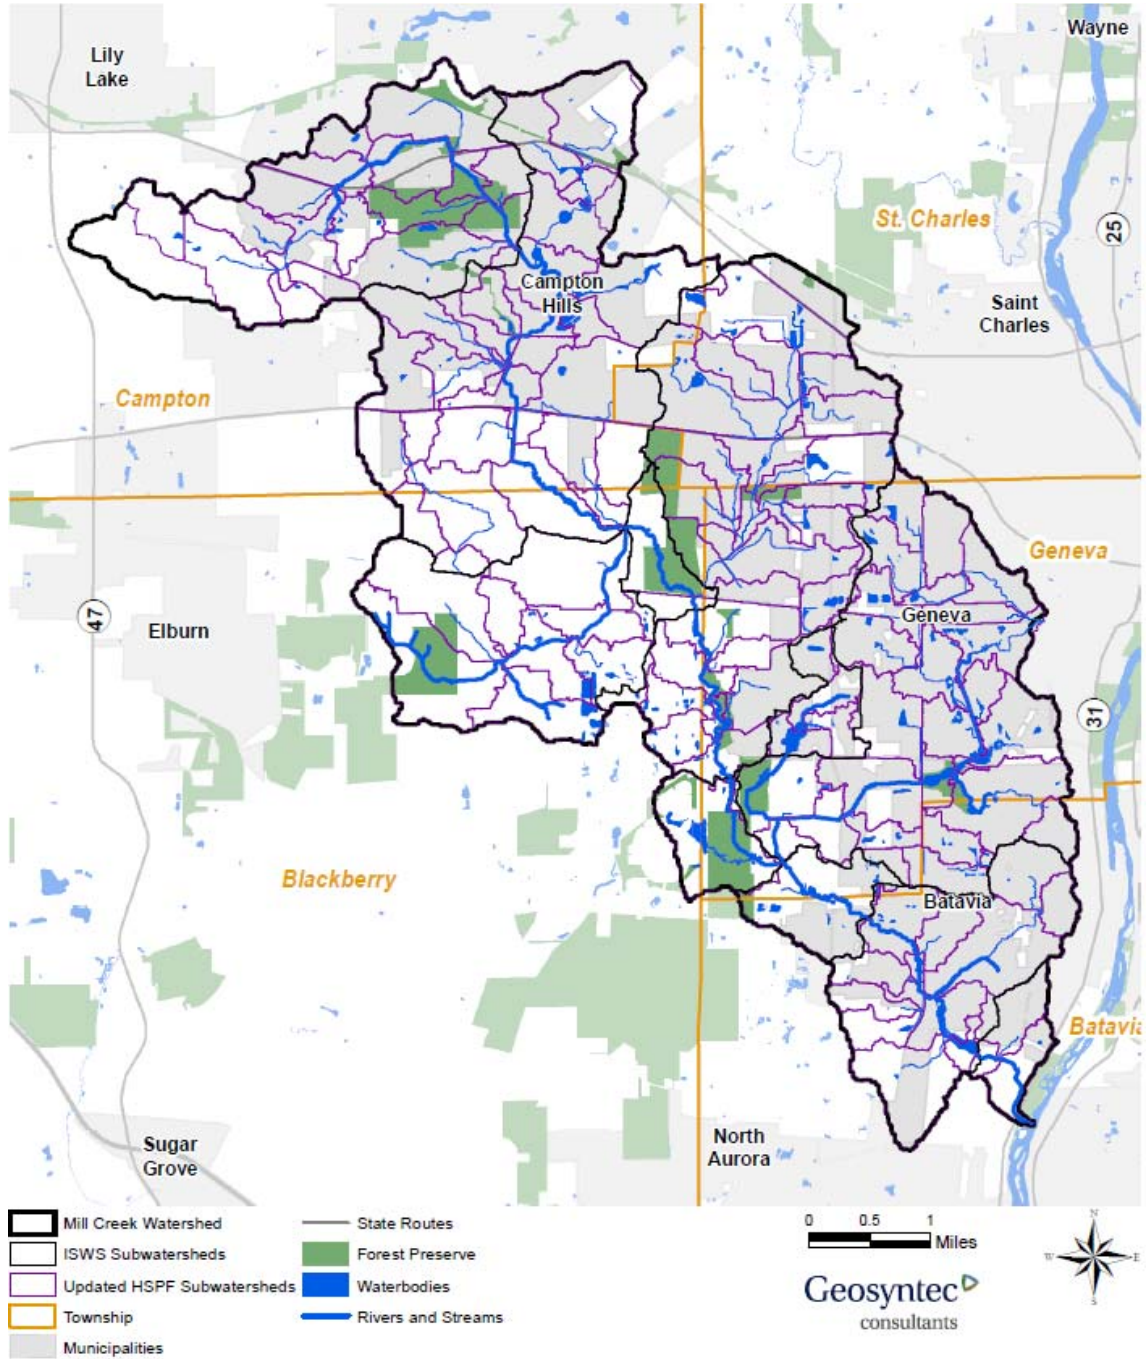 Wayne
Lily
Lake
St. Charles
25
Campton
Hills
Saint
Charles
Campton
Geneva
47
Elburn
Geneva
31
Blackberry
Batavia
Batavia
Sugar
Grove
North
Aurora
Mill Creek Watershed
ISWS Subwatersheds
Updated HSPF Subwatersheds
Township
Municipalities
State Routes
Forest Preserve
Waterbodies
Rivers and Streams
0 0.5 1
Miles
Geosyntec
consultants
N
W E
S